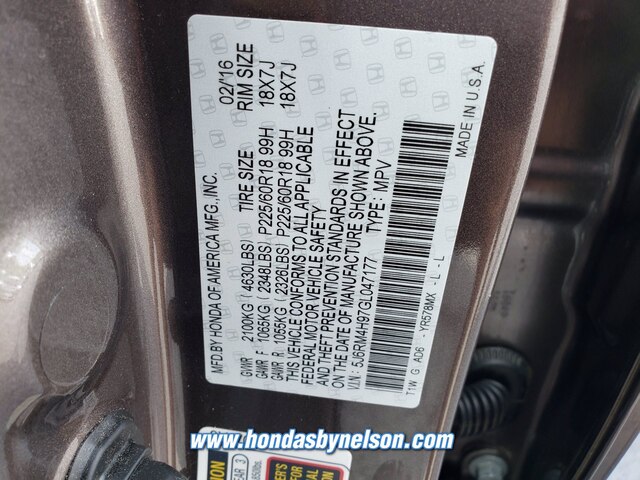 MFD.BY HONDA OF AMERICA MFG., INC. 02/16
GVWR 2100KG ( 4630LBS) TIRE SIZE RIM SIZE
GAWR F 1065KG ( 2348LBS) P225/60R18 99H 18X7J
GAWR R 1055KG ( 2326LBS) P225/60R18 99H 18X7J
THIS VEHICLE CONFORMS TO ALL APPLICABLE
FEDERAL MOTOR VEHICLE SAFETY
AND THEFT PREVENTION STANDARDS IN EFFECT
ON THE DATE OF MANUFACTURE SHOWN ABOVE.
V.I.N: 5J6RM4H97GL047177 TYPE: MPV
T1W G AD6 YR578MX - L - L MADE IN U.S.A.
www.hondasbynelson.com